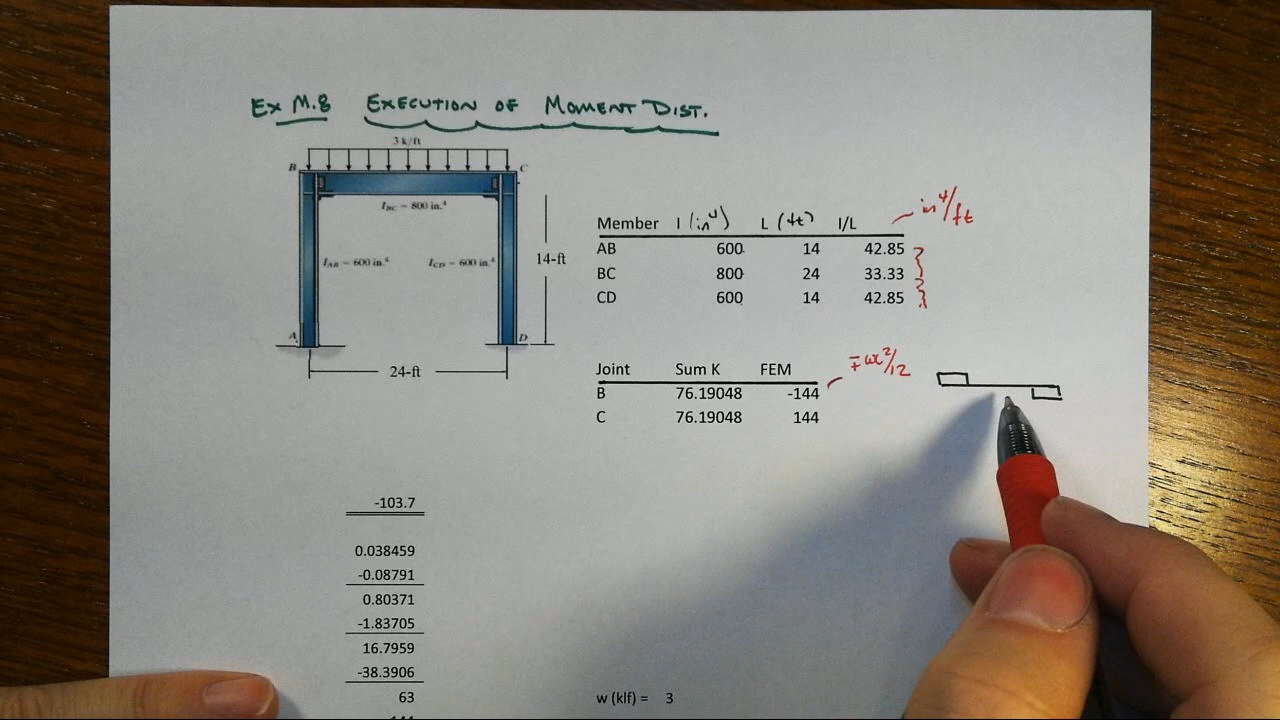 Ex M.8 EXECUTION OF MOMENT DIST.
3 k/ft
B C
I_BC = 800 in.⁴
I_AB = 600 in.⁴ I_CD = 600 in.⁴
14-ft
A D
24-ft
Member I (in⁴) L (ft) I/L in⁴/ft
AB 600 14 42.85
BC 800 24 33.33
CD 600 14 42.85
Joint Sum K FEM ∓ωl²/12
B 76.19048 -144
C 76.19048 144
-103.7
0.038459
-0.08791
0.80371
-1.83705
16.7959
-38.3906
63
w (klf) = 3